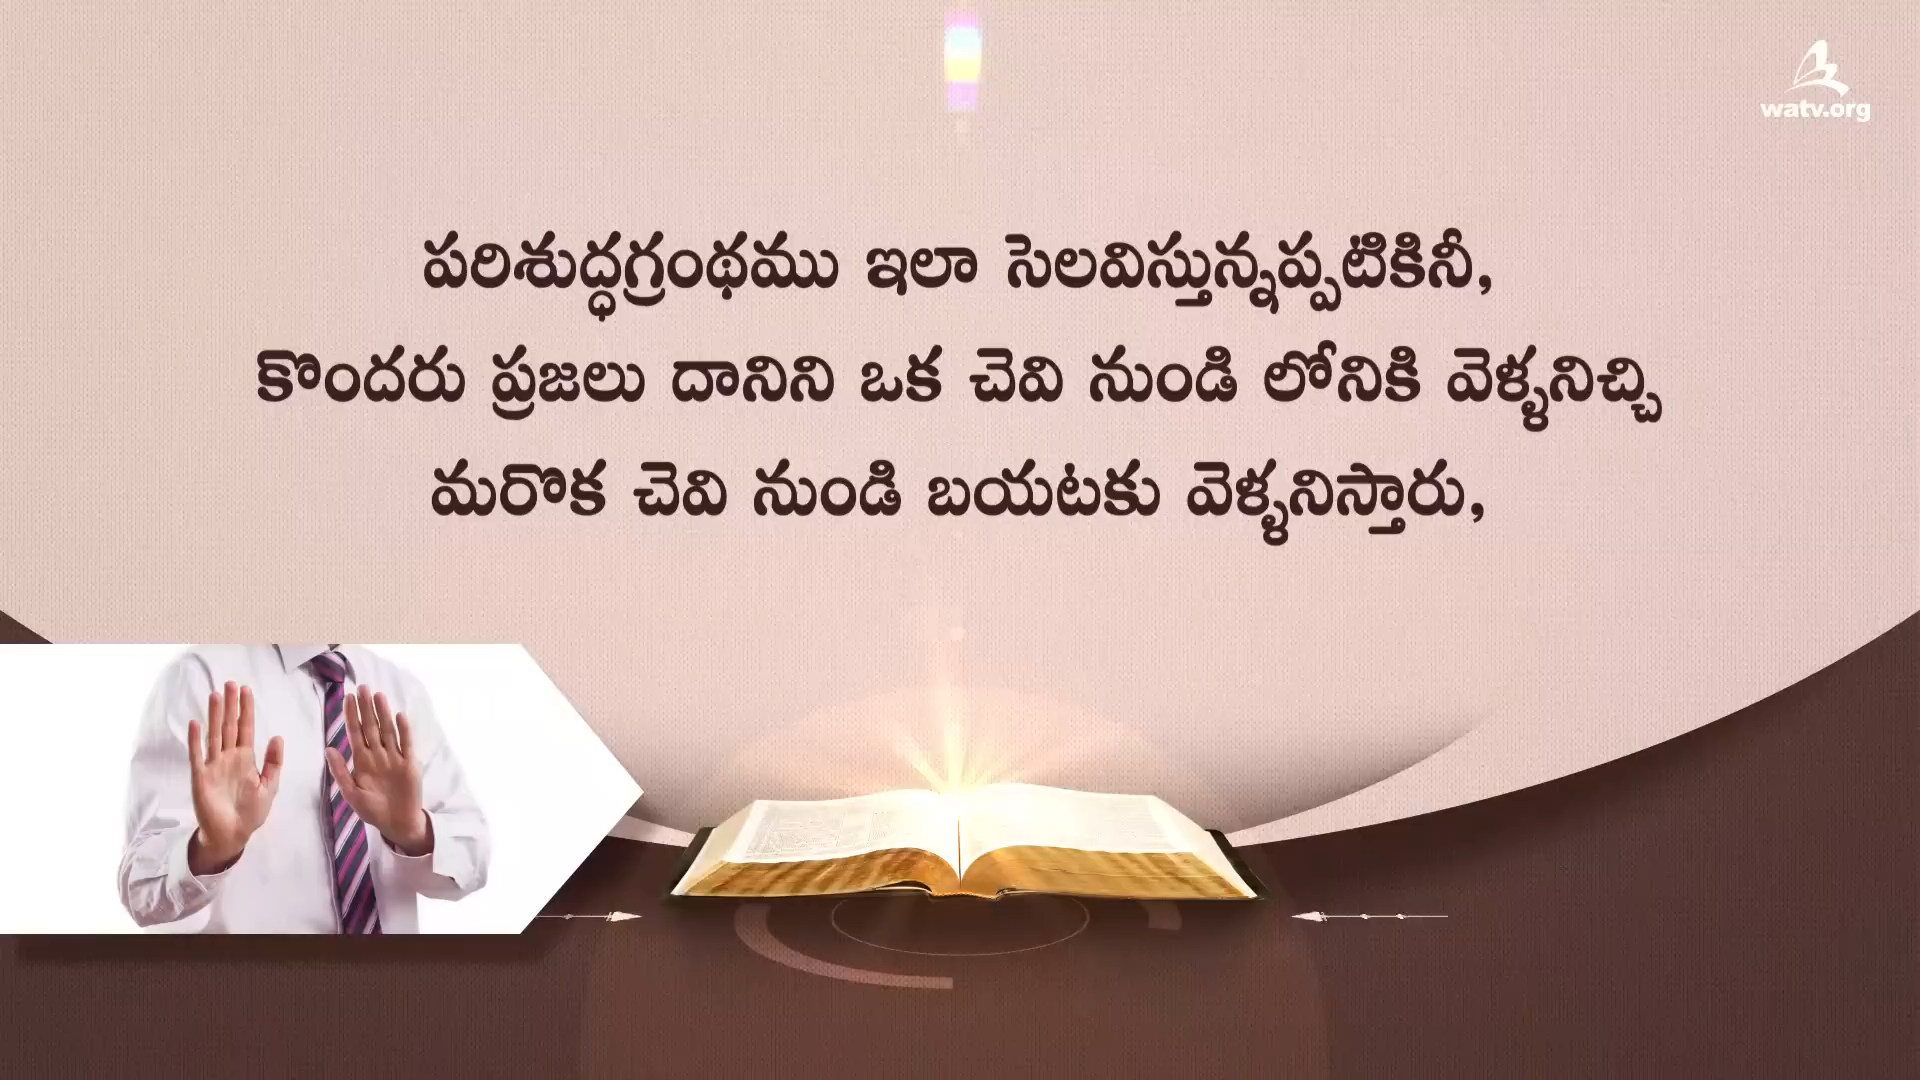 watv.org
పరిశుద్ధగ్రంథము ఇలా సెలవిస్తున్నప్పటికినీ,
కొందరు ప్రజలు దానిని ఒక చెవి నుండి లోనికి వెళ్ళనిచ్చి
మరొక చెవి నుండి బయటకు వెళ్ళనిస్తారు,